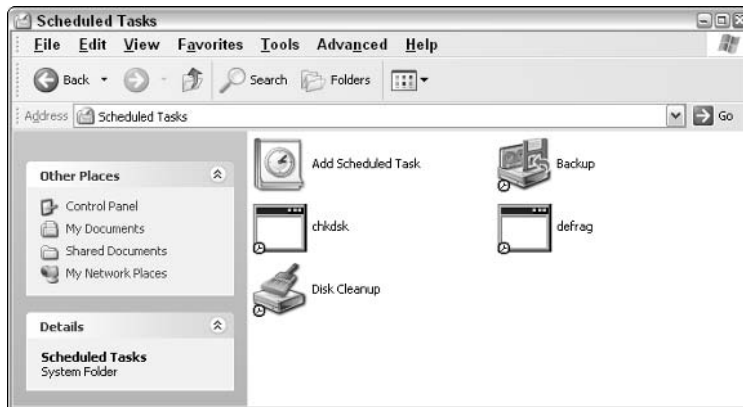 Scheduled Tasks
File Edit View Favorites Tools Advanced Help
Back Search Folders
Address Scheduled Tasks Go
Other Places
Control Panel
My Documents
Shared Documents
My Network Places
Details
Scheduled Tasks
System Folder
Add Scheduled Task Backup
chkdsk defrag
Disk Cleanup